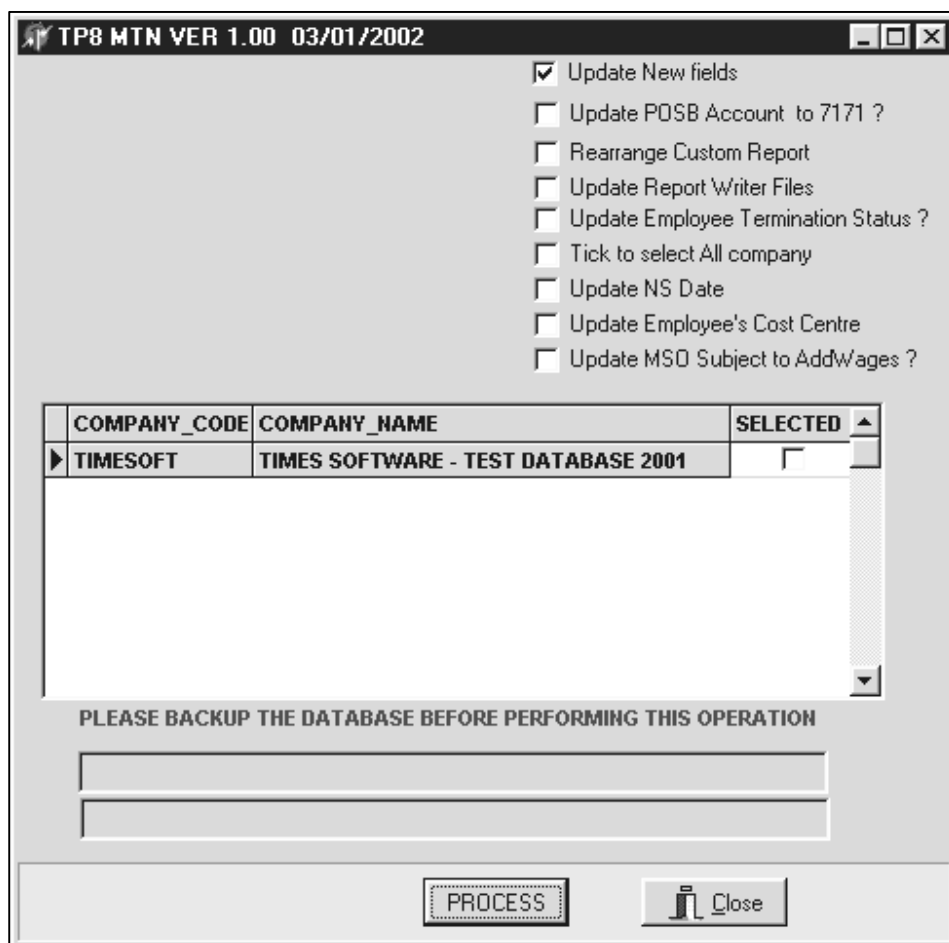 TP8 MTN VER 1.00 03/01/2002
Update New fields
Update POSB Account to 7171 ?
Rearrange Custom Report
Update Report Writer Files
Update Employee Termination Status ?
Tick to select All company
Update NS Date
Update Employee's Cost Centre
Update MSO Subject to AddWages ?
COMPANY_CODE COMPANY_NAME SELECTED
TIMESOFT TIMES SOFTWARE - TEST DATABASE 2001
PLEASE BACKUP THE DATABASE BEFORE PERFORMING THIS OPERATION
PROCESS Close